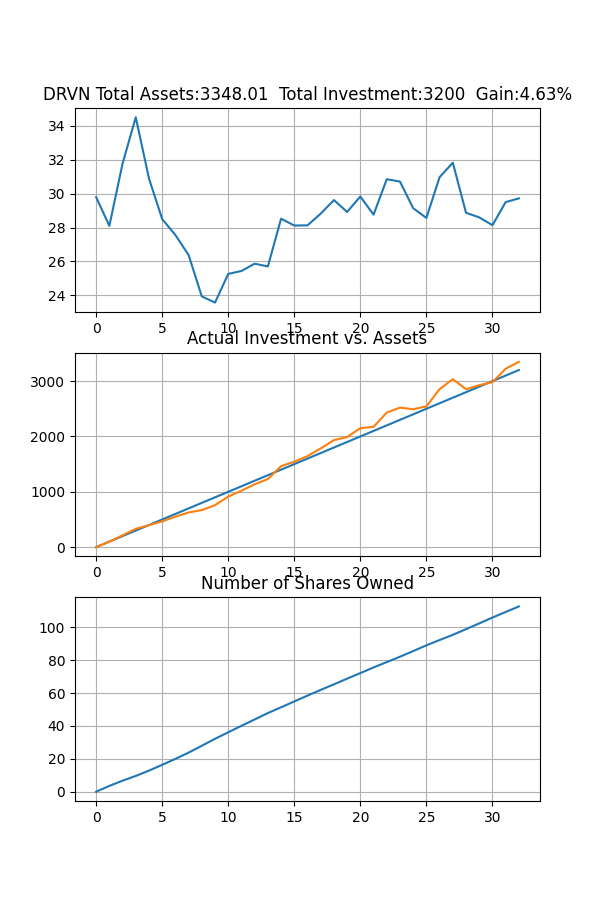 DRVN Total Assets:3348.01  Total Investment:3200  Gain:4.63%
34
32
30
28
26
24
0 5 10 15 20 25 30
Actual Investment vs. Assets
3000
2000
1000
0
0 5 10 15 20 25 30
Number of Shares Owned
100
80
60
40
20
0
0 5 10 15 20 25 30